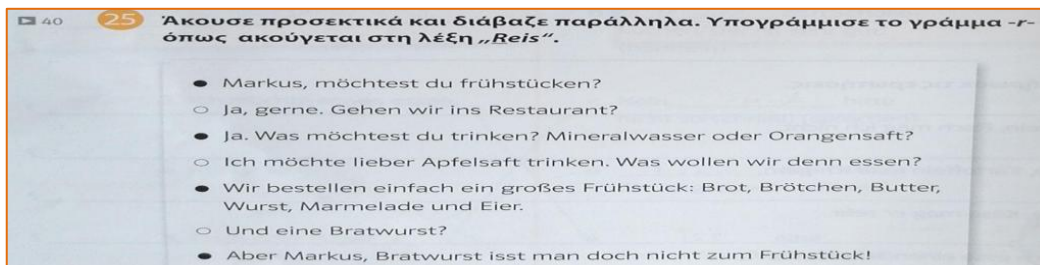 ▶ 40 25 Άκουσε προσεκτικά και διάβαζε παράλληλα. Υπογράμμισε το γράμμα -r-
όπως ακούγεται στη λέξη „Reis“.
● Markus, möchtest du frühstücken?
○ Ja, gerne. Gehen wir ins Restaurant?
● Ja. Was möchtest du trinken? Mineralwasser oder Orangensaft?
○ Ich möchte lieber Apfelsaft trinken. Was wollen wir denn essen?
● Wir bestellen einfach ein großes Frühstück: Brot, Brötchen, Butter,
Wurst, Marmelade und Eier.
○ Und eine Bratwurst?
● Aber Markus, Bratwurst isst man doch nicht zum Frühstück!